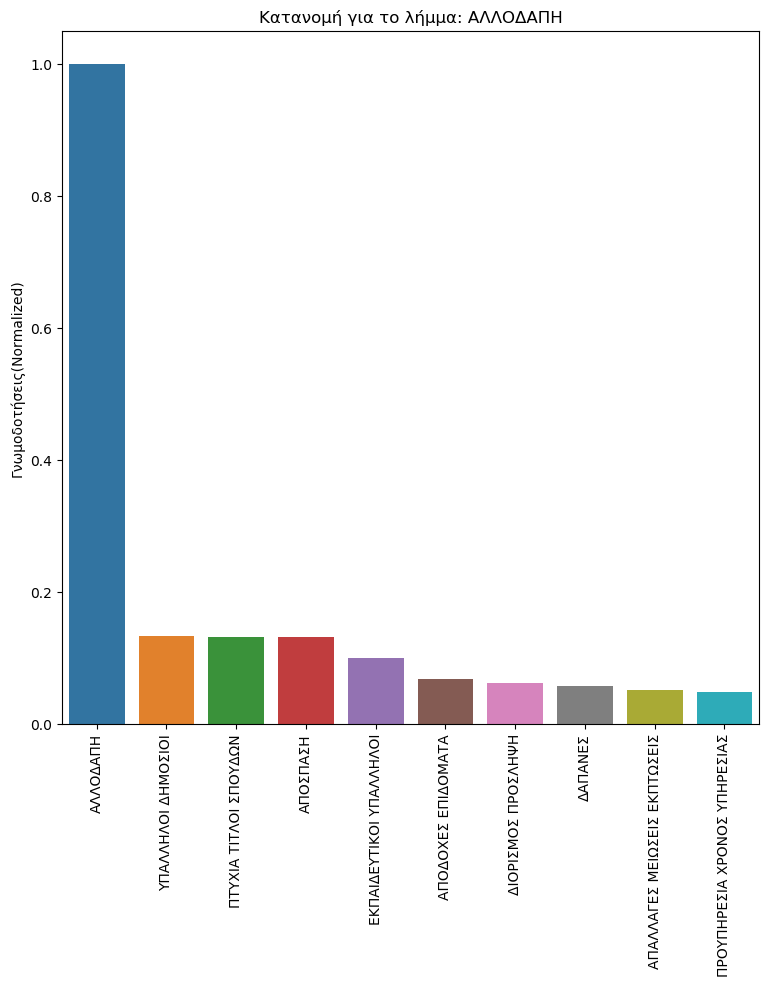 Κατανομή για το λήμμα: ΑΛΛΟΔΑΠΗ
Γνωμοδοτήσεις(Normalized)
1.0
0.8
0.6
0.4
0.2
0.0
ΑΛΛΟΔΑΠΗ
ΥΠΑΛΛΗΛΟΙ ΔΗΜΟΣΙΟΙ
ΠΤΥΧΙΑ ΤΙΤΛΟΙ ΣΠΟΥΔΩΝ
ΑΠΟΣΠΑΣΗ
ΕΚΠΑΙΔΕΥΤΙΚΟΙ ΥΠΑΛΛΗΛΟΙ
ΑΠΟΔΟΧΕΣ ΕΠΙΔΟΜΑΤΑ
ΔΙΟΡΙΣΜΟΣ ΠΡΟΣΛΗΨΗ
ΔΑΠΑΝΕΣ
ΑΠΑΛΛΑΓΕΣ ΜΕΙΩΣΕΙΣ ΕΚΠΤΩΣΕΙΣ
ΠΡΟΥΠΗΡΕΣΙΑ ΧΡΟΝΟΣ ΥΠΗΡΕΣΙΑΣ